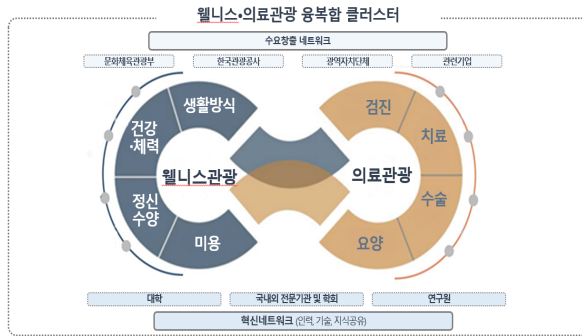 웰니스•의료관광 융복합 클러스터
수요창출 네트워크
문화체육관광부
한국관광공사
광역자치단체
관련기업
생활방식
건강
·체력
웰니스관광
정신
수양
미용
검진
치료
의료관광
수술
요양
대학
국내외 전문기관 및 학회
연구원
혁신네트워크 (인력, 기술, 지식공유)